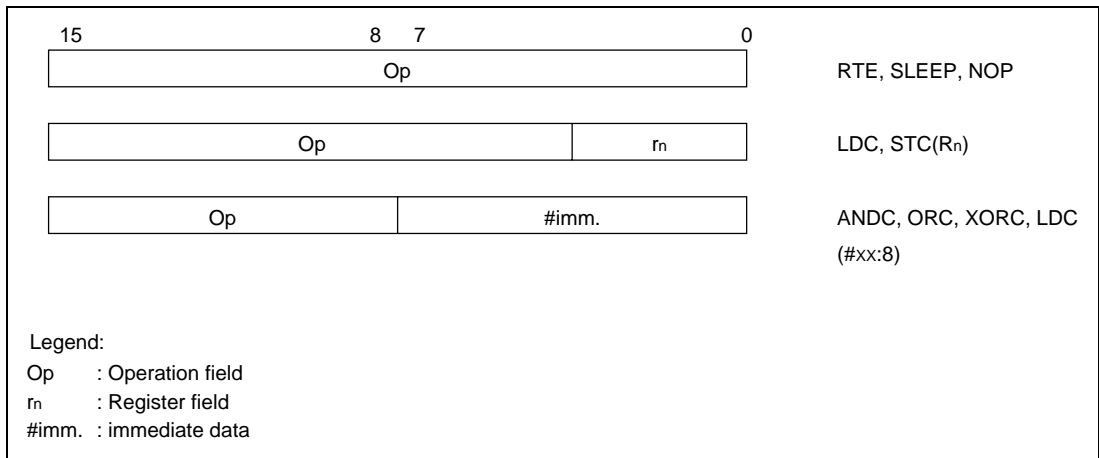 15 8 7 0
Op RTE, SLEEP, NOP
Op rn LDC, STC(Rn)
Op #imm. ANDC, ORC, XORC, LDC
(#xx:8)
Legend:
Op : Operation field
rn : Register field
#imm. : immediate data